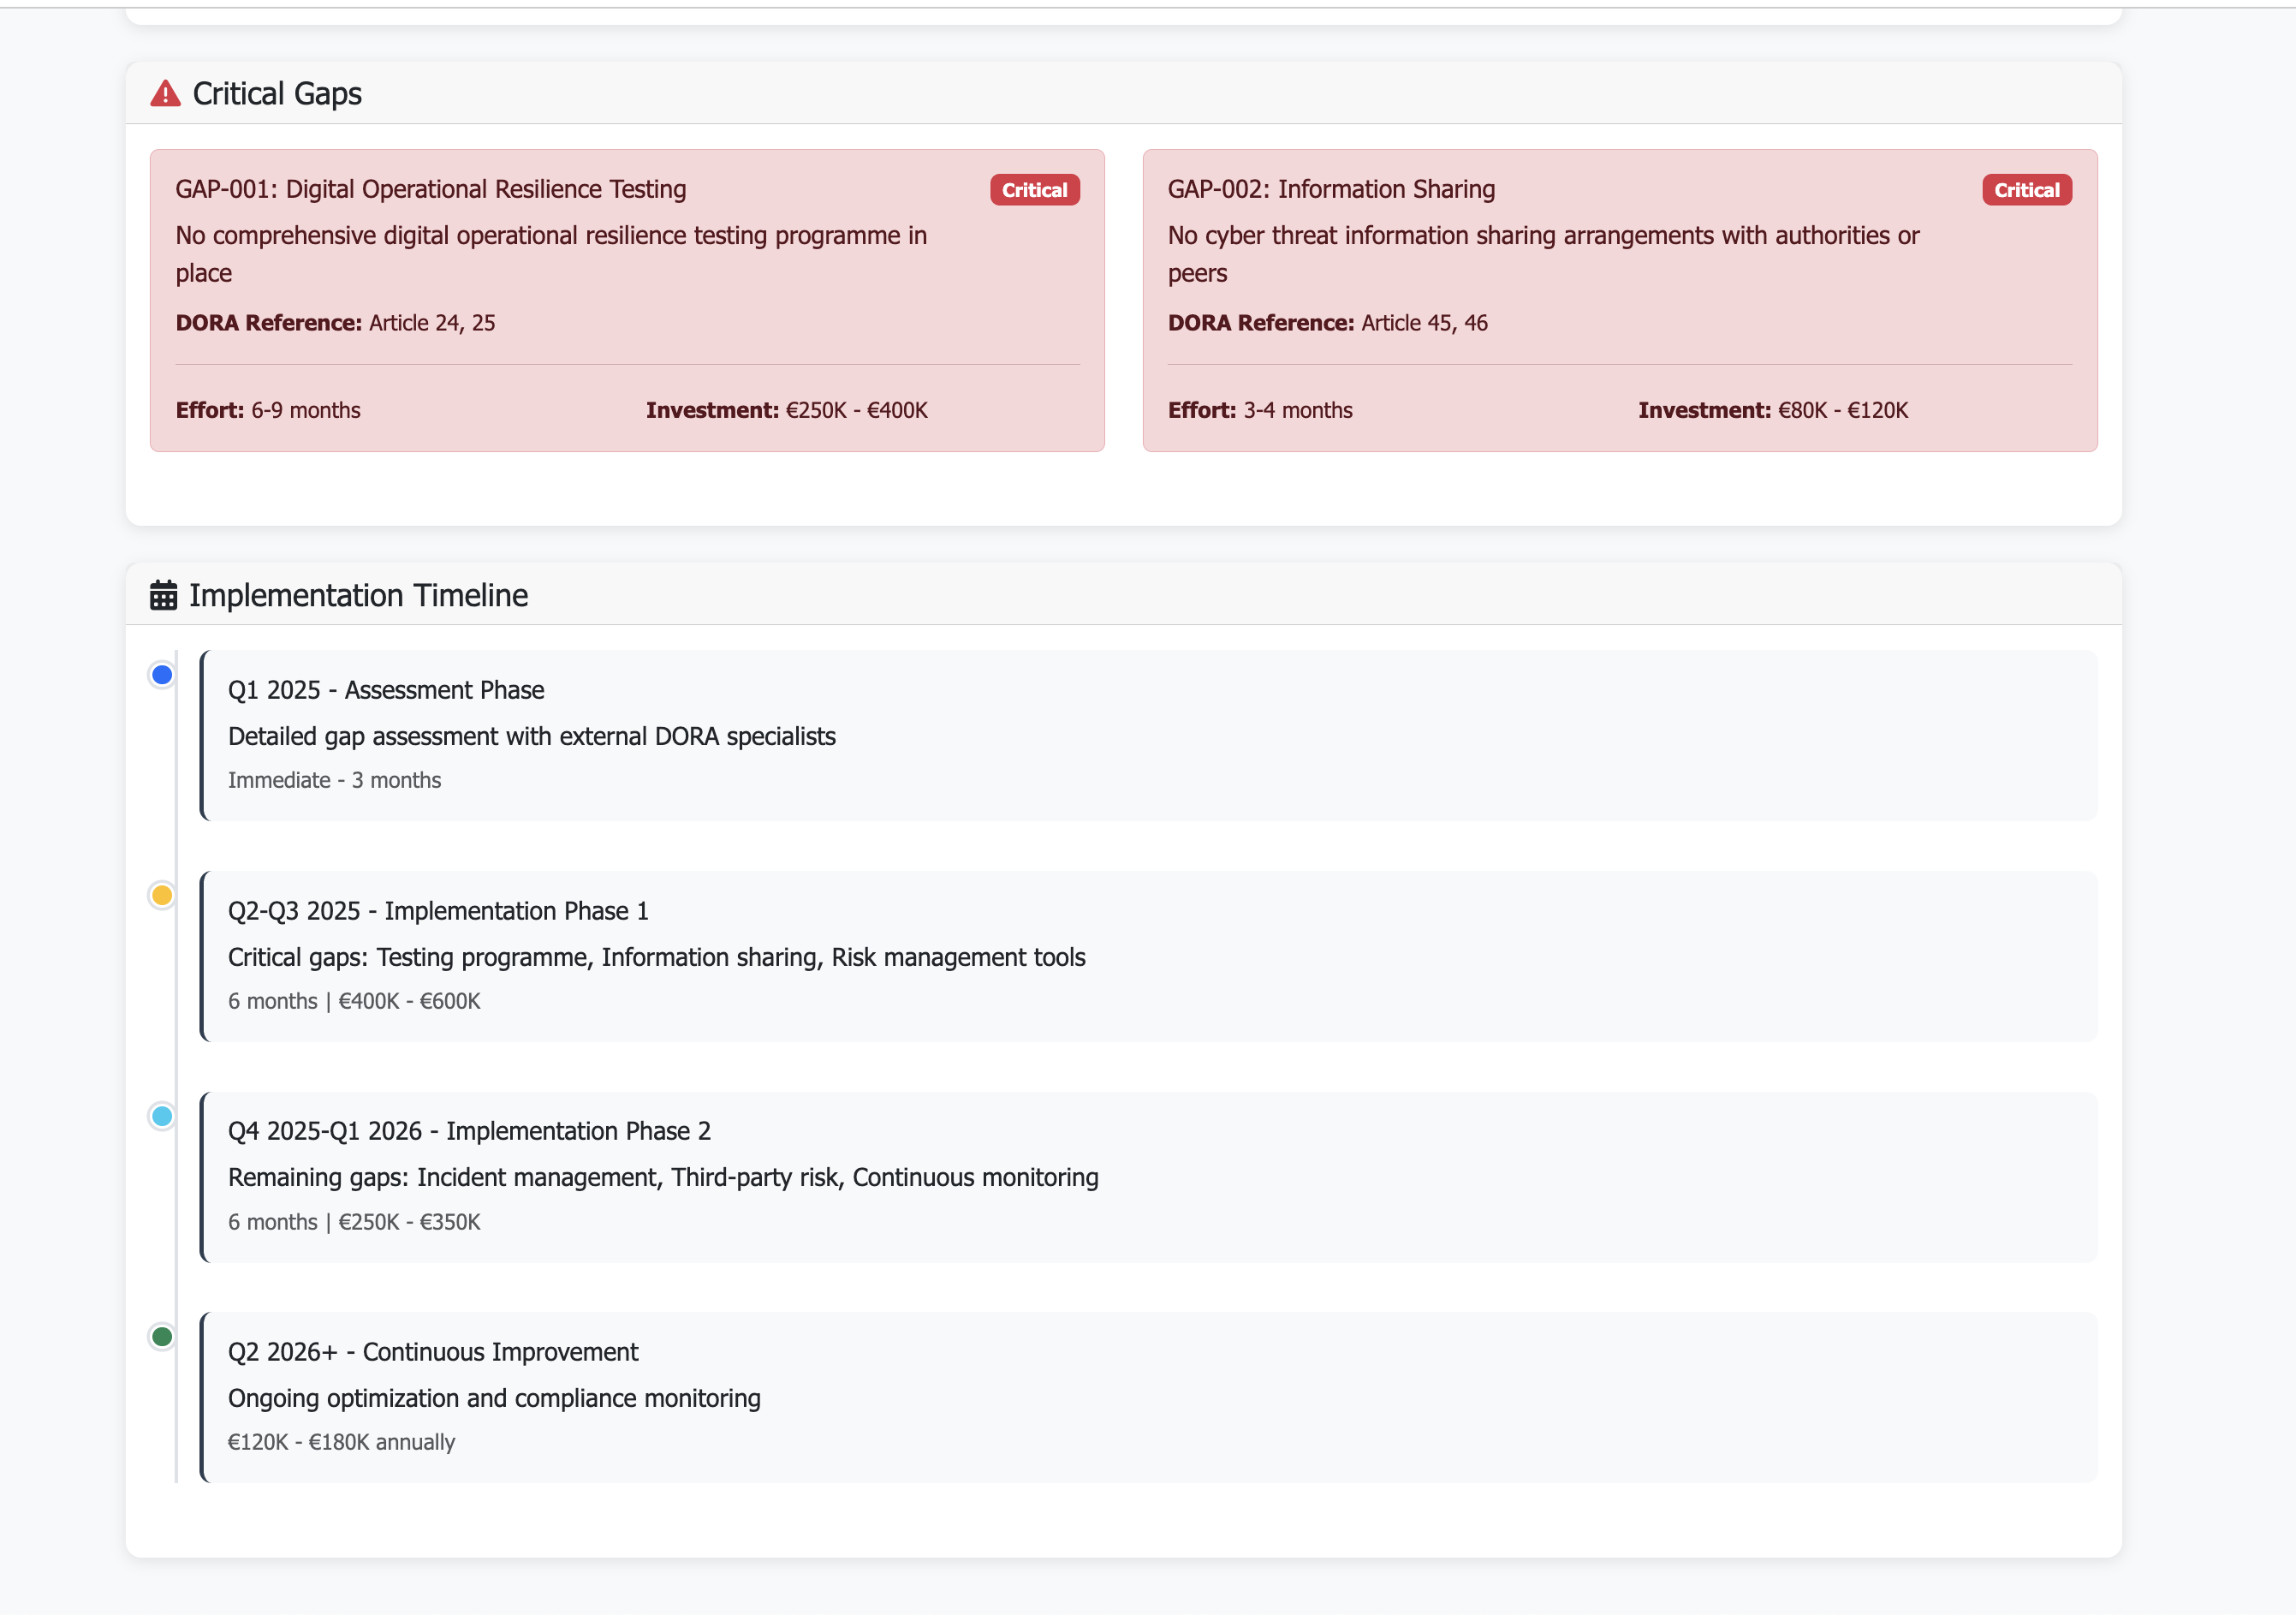 Critical Gaps
GAP-001: Digital Operational Resilience Testing
Critical
No comprehensive digital operational resilience testing programme in
place
DORA Reference: Article 24, 25
Effort: 6-9 months
Investment: €250K - €400K
GAP-002: Information Sharing
Critical
No cyber threat information sharing arrangements with authorities or
peers
DORA Reference: Article 45, 46
Effort: 3-4 months
Investment: €80K - €120K
Implementation Timeline
Q1 2025 - Assessment Phase
Detailed gap assessment with external DORA specialists
Immediate - 3 months
Q2-Q3 2025 - Implementation Phase 1
Critical gaps: Testing programme, Information sharing, Risk management tools
6 months | €400K - €600K
Q4 2025-Q1 2026 - Implementation Phase 2
Remaining gaps: Incident management, Third-party risk, Continuous monitoring
6 months | €250K - €350K
Q2 2026+ - Continuous Improvement
Ongoing optimization and compliance monitoring
€120K - €180K annually